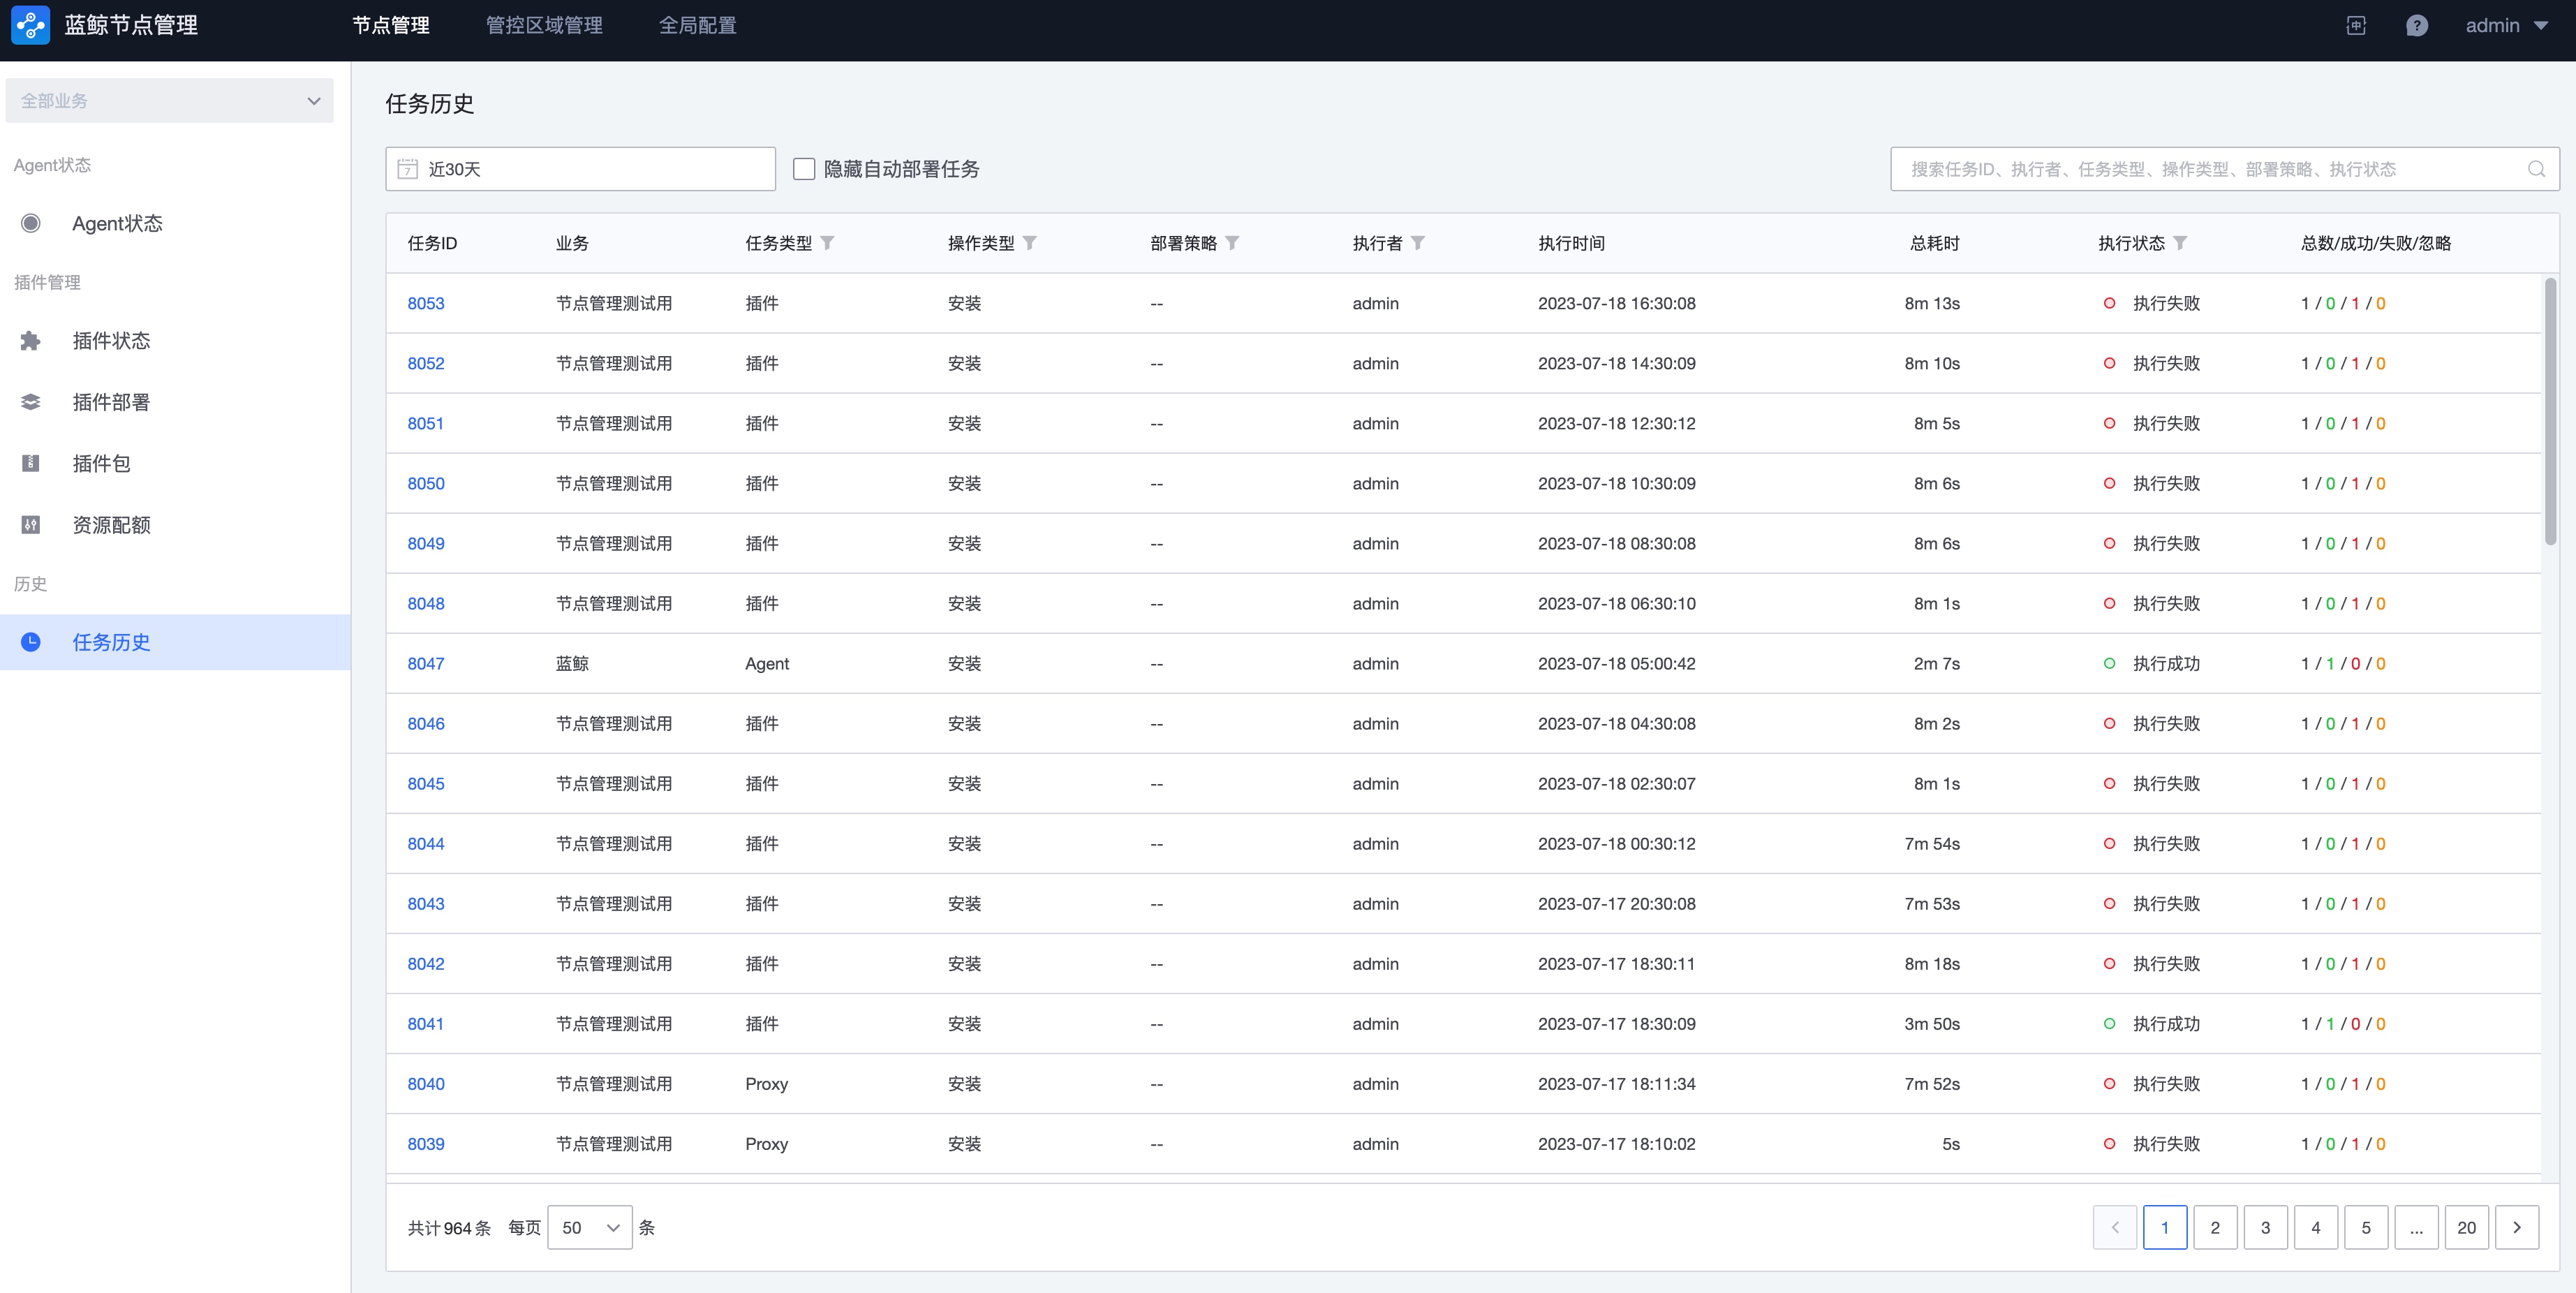 蓝鲸节点管理 节点管理 管控区域管理 全局配置 中 ? admin
全部业务
Agent状态
Agent状态
插件管理
插件状态
插件部署
插件包
资源配额
历史
任务历史
任务历史
7 近30天 隐藏自动部署任务 搜索任务ID、执行者、任务类型、操作类型、部署策略、执行状态
任务ID 业务 任务类型 操作类型 部署策略 执行者 执行时间 总耗时 执行状态 总数/成功/失败/忽略
8053 节点管理测试用 插件 安装 -- admin 2023-07-18 16:30:08 8m 13s 执行失败 1 / 0 / 1 / 0
8052 节点管理测试用 插件 安装 -- admin 2023-07-18 14:30:09 8m 10s 执行失败 1 / 0 / 1 / 0
8051 节点管理测试用 插件 安装 -- admin 2023-07-18 12:30:12 8m 5s 执行失败 1 / 0 / 1 / 0
8050 节点管理测试用 插件 安装 -- admin 2023-07-18 10:30:09 8m 6s 执行失败 1 / 0 / 1 / 0
8049 节点管理测试用 插件 安装 -- admin 2023-07-18 08:30:08 8m 6s 执行失败 1 / 0 / 1 / 0
8048 节点管理测试用 插件 安装 -- admin 2023-07-18 06:30:10 8m 1s 执行失败 1 / 0 / 1 / 0
8047 蓝鲸 Agent 安装 -- admin 2023-07-18 05:00:42 2m 7s 执行成功 1 / 1 / 0 / 0
8046 节点管理测试用 插件 安装 -- admin 2023-07-18 04:30:08 8m 2s 执行失败 1 / 0 / 1 / 0
8045 节点管理测试用 插件 安装 -- admin 2023-07-18 02:30:07 8m 1s 执行失败 1 / 0 / 1 / 0
8044 节点管理测试用 插件 安装 -- admin 2023-07-18 00:30:12 7m 54s 执行失败 1 / 0 / 1 / 0
8043 节点管理测试用 插件 安装 -- admin 2023-07-17 20:30:08 7m 53s 执行失败 1 / 0 / 1 / 0
8042 节点管理测试用 插件 安装 -- admin 2023-07-17 18:30:11 8m 18s 执行失败 1 / 0 / 1 / 0
8041 节点管理测试用 插件 安装 -- admin 2023-07-17 18:30:09 3m 50s 执行成功 1 / 1 / 0 / 0
8040 节点管理测试用 Proxy 安装 -- admin 2023-07-17 18:11:34 7m 52s 执行失败 1 / 0 / 1 / 0
8039 节点管理测试用 Proxy 安装 -- admin 2023-07-17 18:10:02 5s 执行失败 1 / 0 / 1 / 0
共计964条 每页 50 条 1 2 3 4 5 ... 20